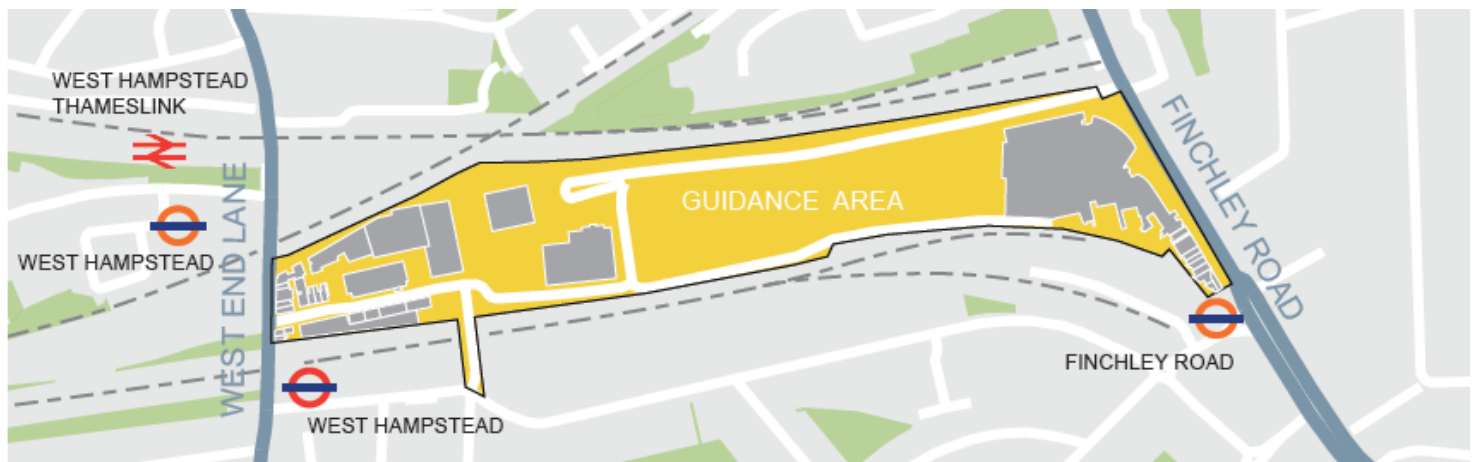 WEST HAMPSTEAD
THAMESLINK
WEST HAMPSTEAD
WEST END LANE
WEST HAMPSTEAD
GUIDANCE AREA
FINCHLEY ROAD
FINCHLEY ROAD